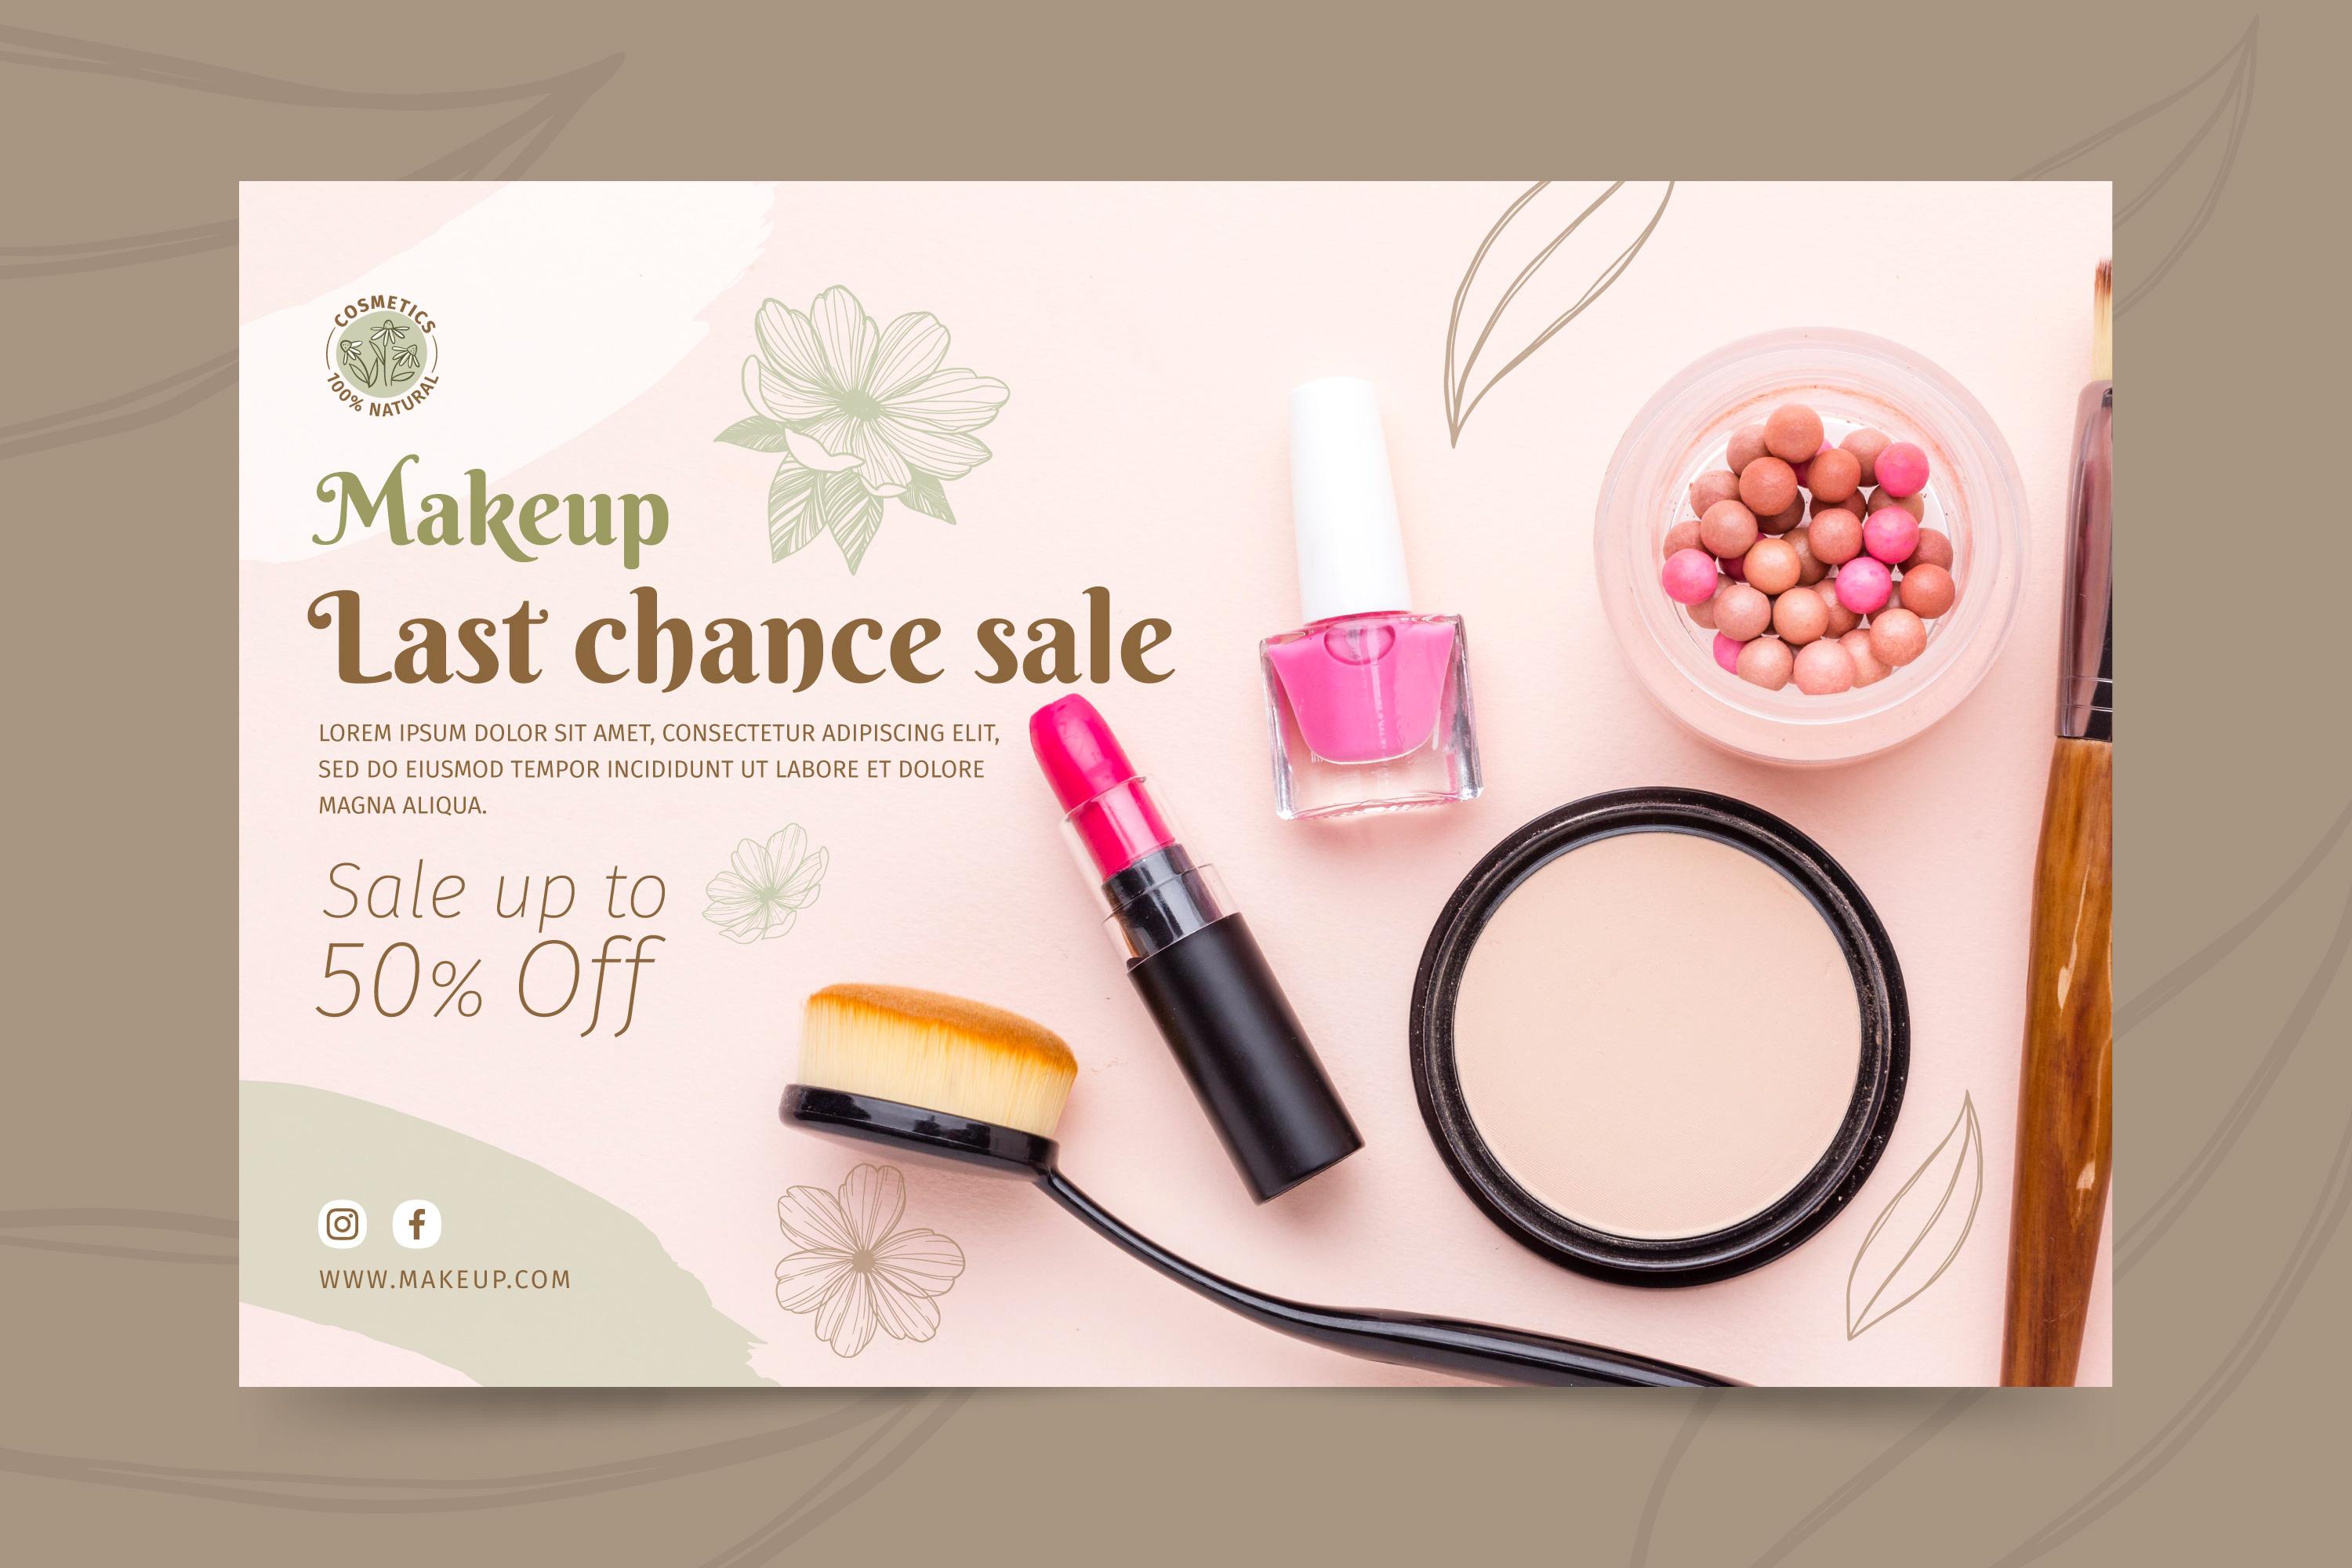 COSMETICS
100% NATURAL
Makeup
Last chance sale
LOREM IPSUM DOLOR SIT AMET, CONSECTETUR ADIPISCING ELIT,
SED DO EIUSMOD TEMPOR INCIDIDUNT UT LABORE ET DOLORE
MAGNA ALIQUA.
Sale up to
50% Off
WWW.MAKEUP.COM